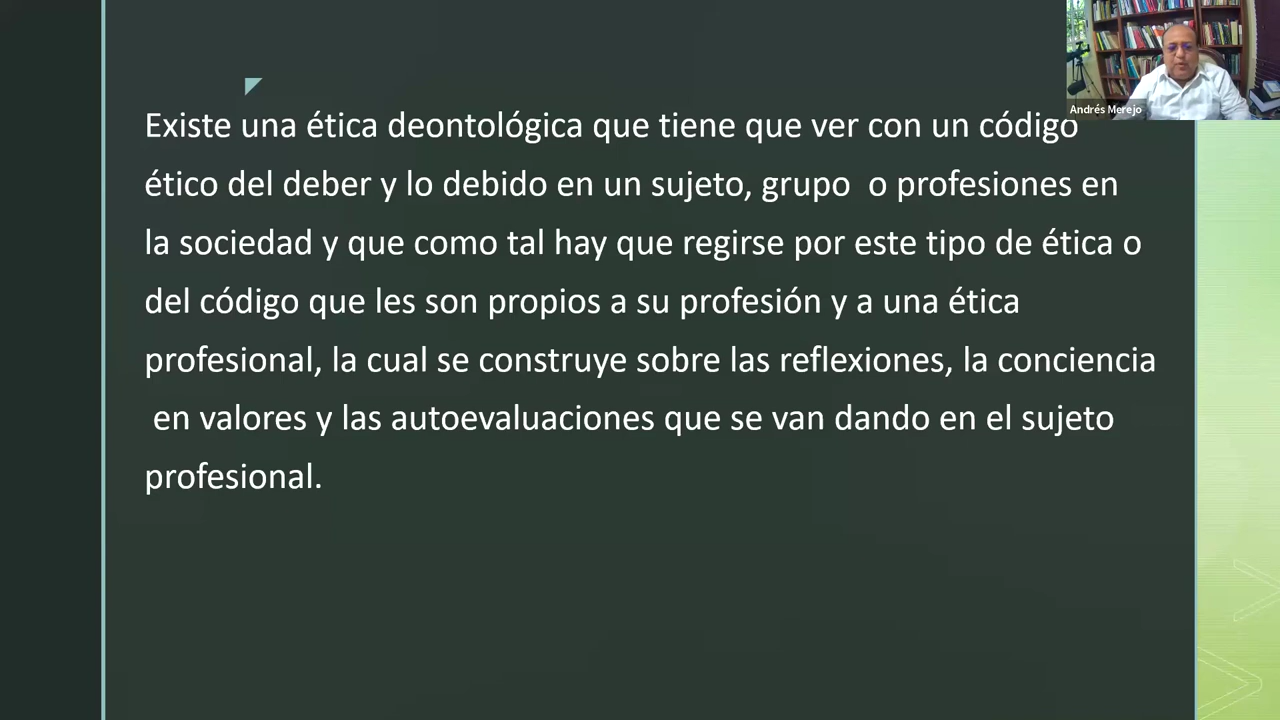 Andrés Merejo
Existe una ética deontológica que tiene que ver con un código
ético del deber y lo debido en un sujeto, grupo  o profesiones en
la sociedad y que como tal hay que regirse por este tipo de ética o
del código que les son propios a su profesión y a una ética
profesional, la cual se construye sobre las reflexiones, la conciencia
en valores y las autoevaluaciones que se van dando en el sujeto
profesional.